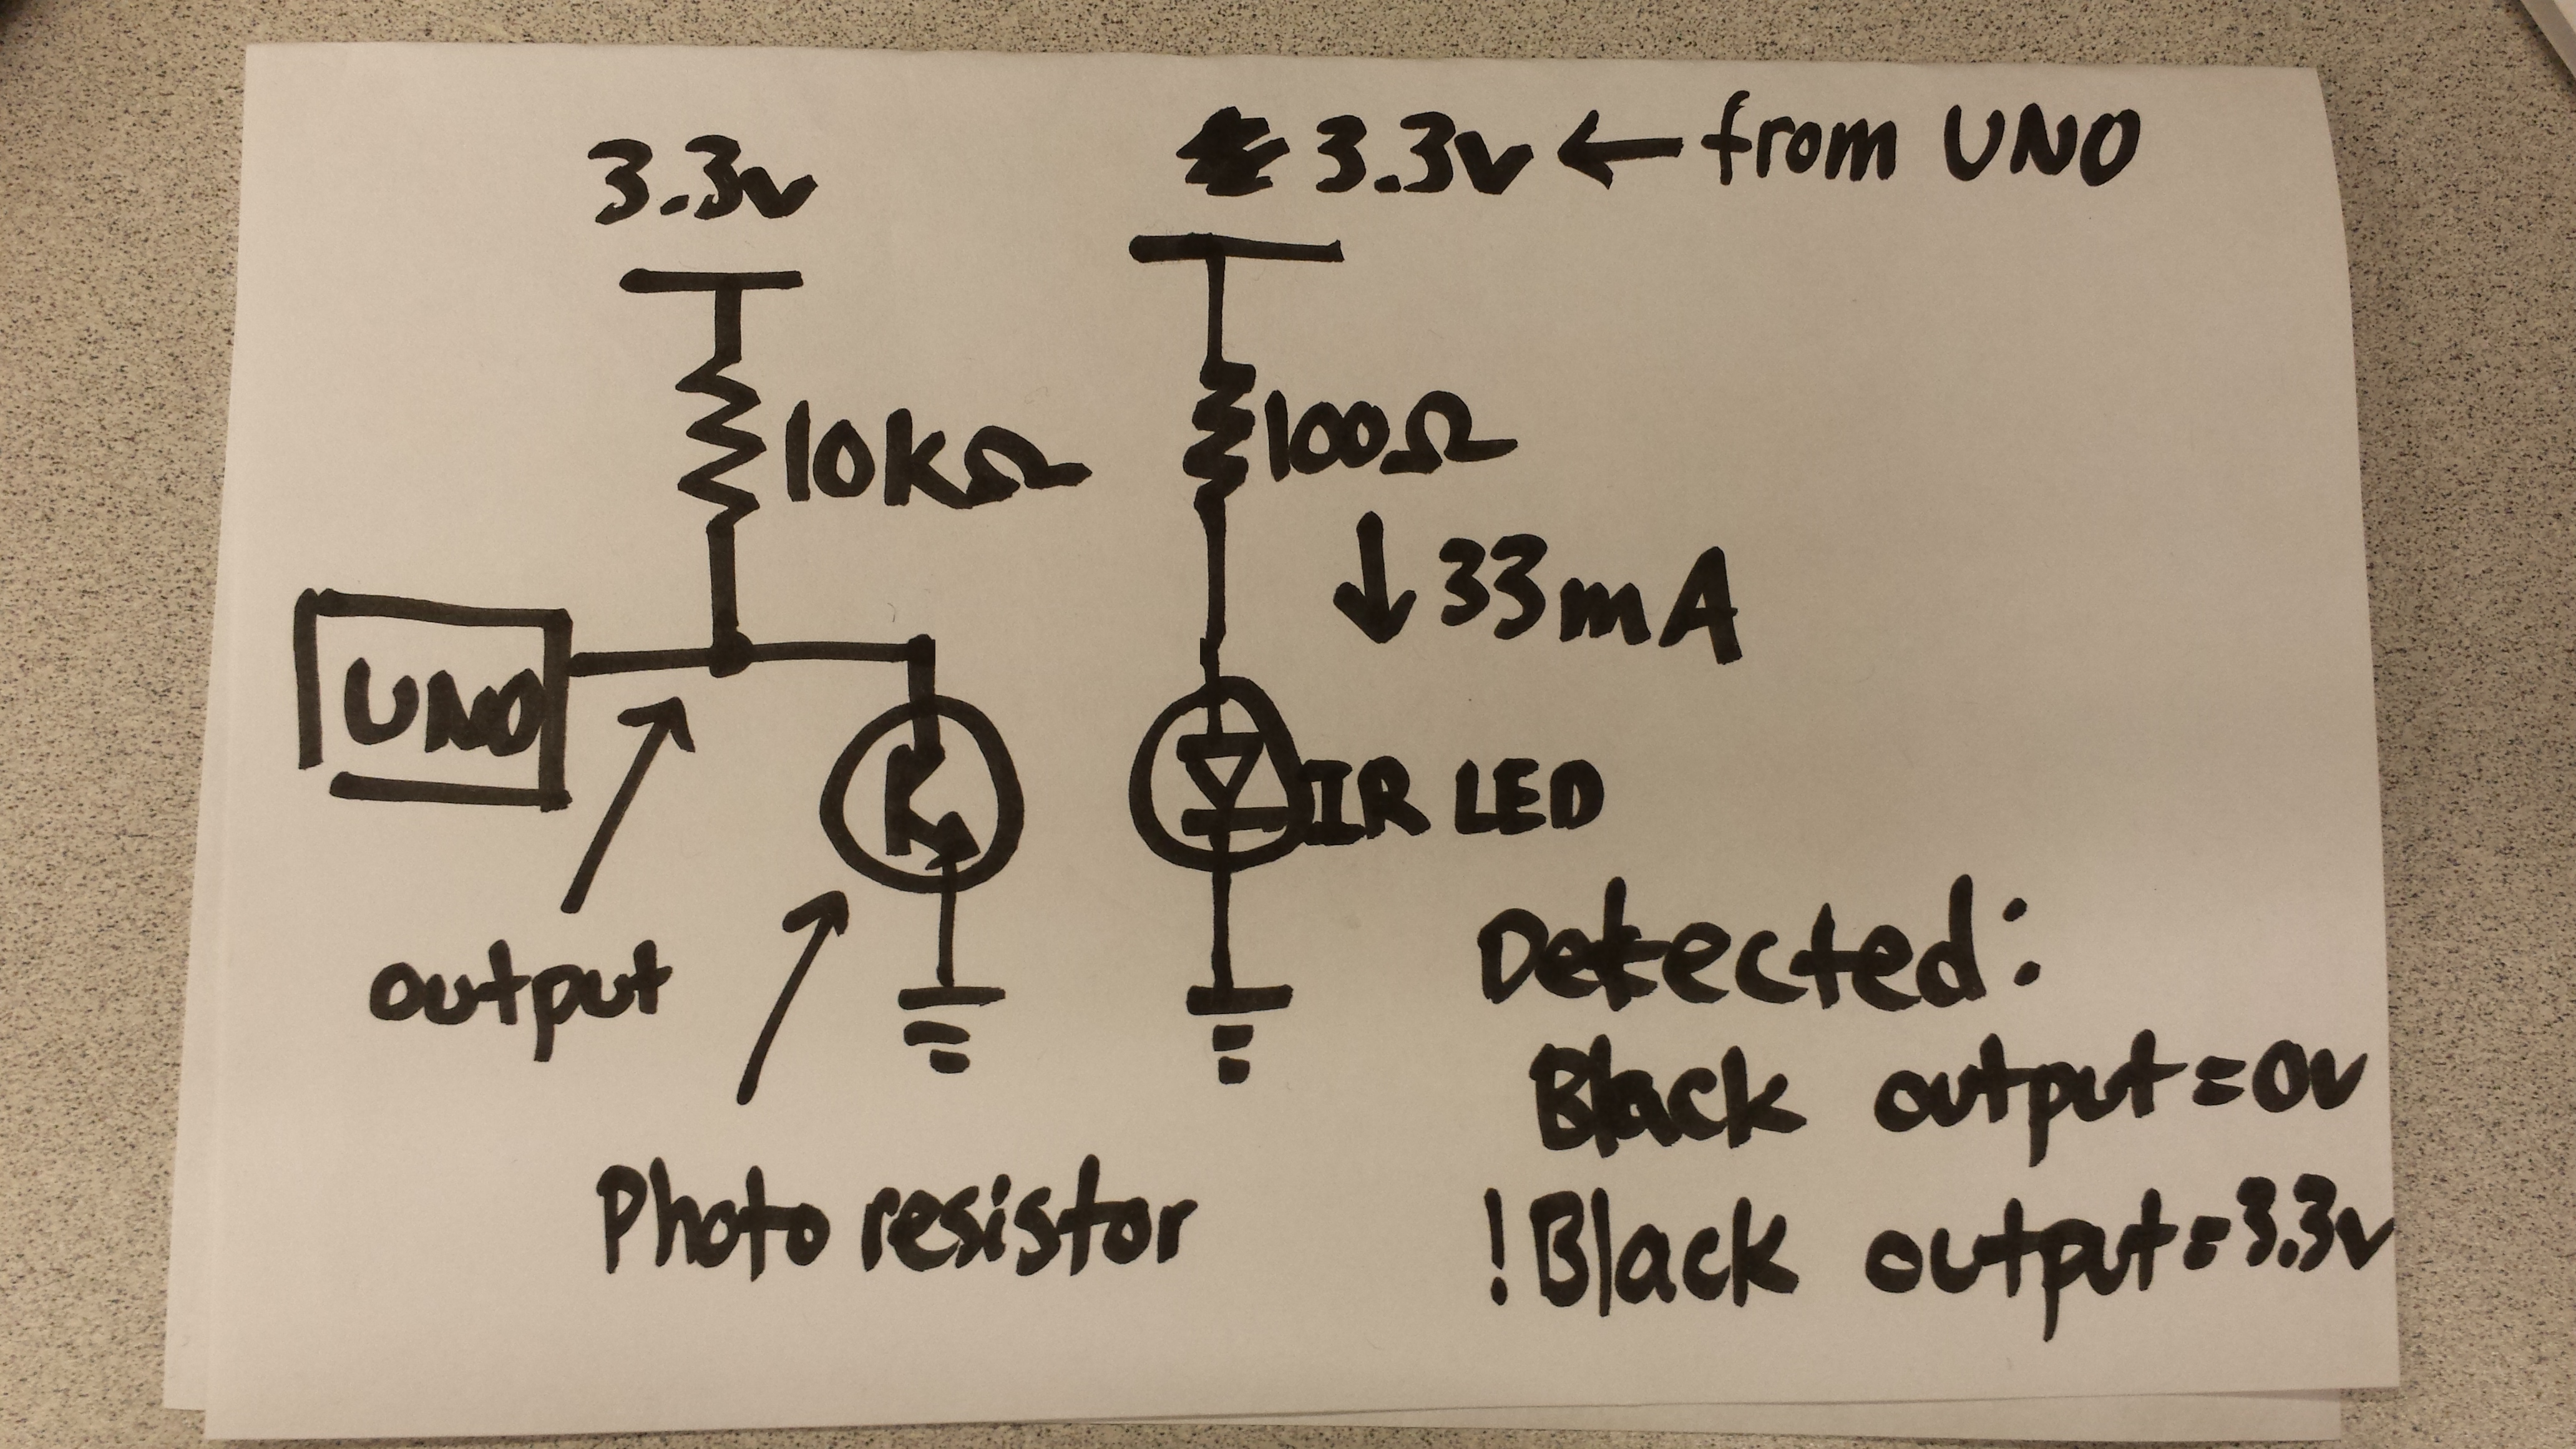 3.3v
3.3v ← from UNO
10kΩ
100Ω
↓33mA
UNO
IR LED
output
Photo resistor
Detected:
Black output=0v
!Black output=3.3v